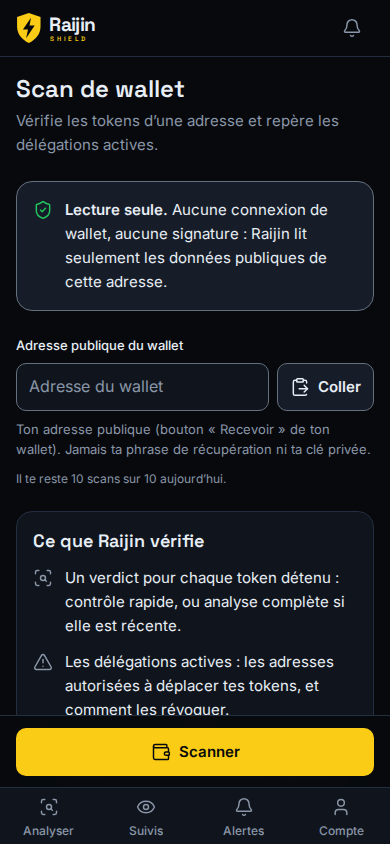 Raijin
SHIELD
Scan de wallet
Vérifie les tokens d’une adresse et repère les
délégations actives.
Lecture seule. Aucune connexion de
wallet, aucune signature : Raijin lit
seulement les données publiques de
cette adresse.
Adresse publique du wallet
Adresse du wallet
Coller
Ton adresse publique (bouton « Recevoir » de ton
wallet). Jamais ta phrase de récupération ni ta clé privée.
Il te reste 10 scans sur 10 aujourd’hui.
Ce que Raijin vérifie
Un verdict pour chaque token détenu :
contrôle rapide, ou analyse complète si
elle est récente.
Les délégations actives : les adresses
autorisées à déplacer tes tokens, et
comment les révoquer.
Scanner
Analyser
Suivis
Alertes
Compte